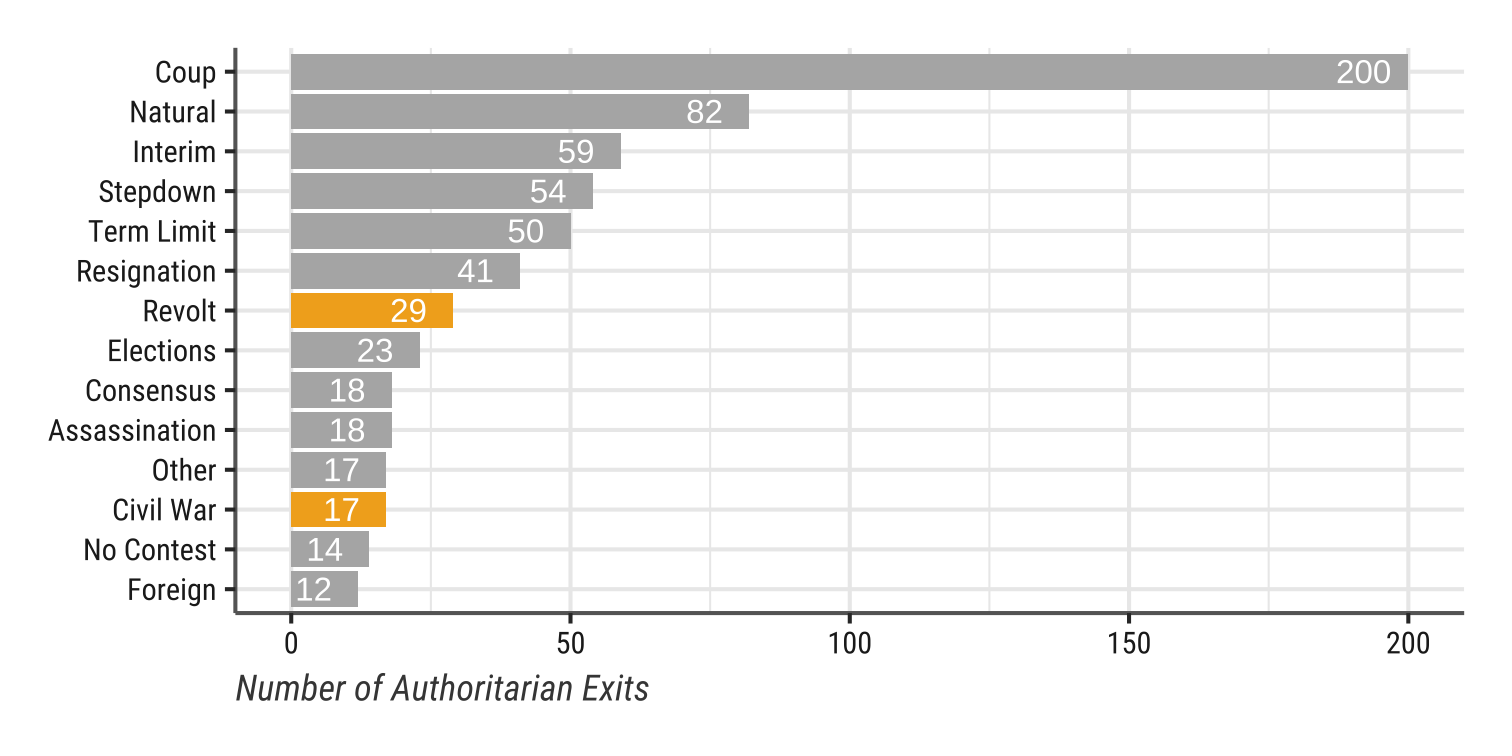 Coup 200
Natural 82
Interim 59
Stepdown 54
Term Limit 50
Resignation 41
Revolt 29
Elections 23
Consensus 18
Assassination 18
Other 17
Civil War 17
No Contest 14
Foreign 12
0 50 100 150 200
Number of Authoritarian Exits